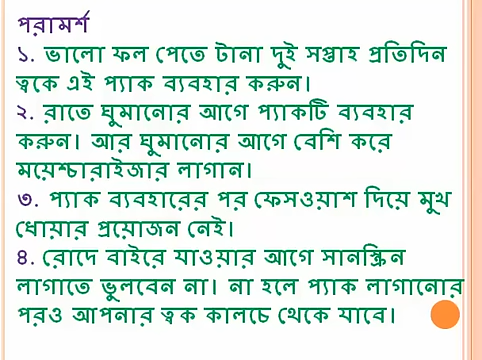 পরামর্শ
১. ভালো ফল পেতে টানা দুই সপ্তাহ প্রতিদিন
ত্বকে এই প্যাক ব্যবহার করুন।
২. রাতে ঘুমানোর আগে প্যাকটি ব্যবহার
করুন। আর ঘুমানোর আগে বেশি করে
ময়েশ্চারাইজার লাগান।
৩. প্যাক ব্যবহারের পর ফেসওয়াশ দিয়ে মুখ
ধোয়ার প্রয়োজন নেই।
৪. রোদে বাইরে যাওয়ার আগে সানস্ক্রিন
লাগাতে ভুলবেন না। না হলে প্যাক লাগানোর
পরও আপনার ত্বক কালচে থেকে যাবে।